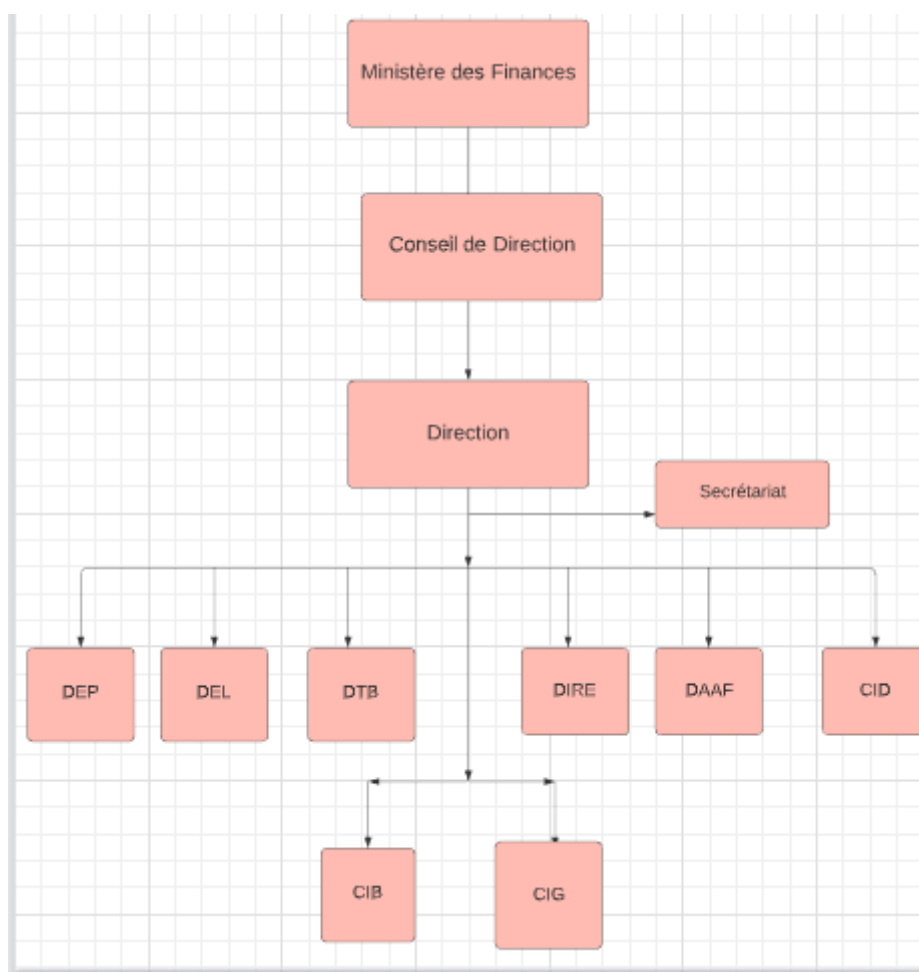 Ministère des Finances
Conseil de Direction
Direction
Secrétariat
DEP
DEL
DTB
DIRE
DAAF
CID
CIB
CIG